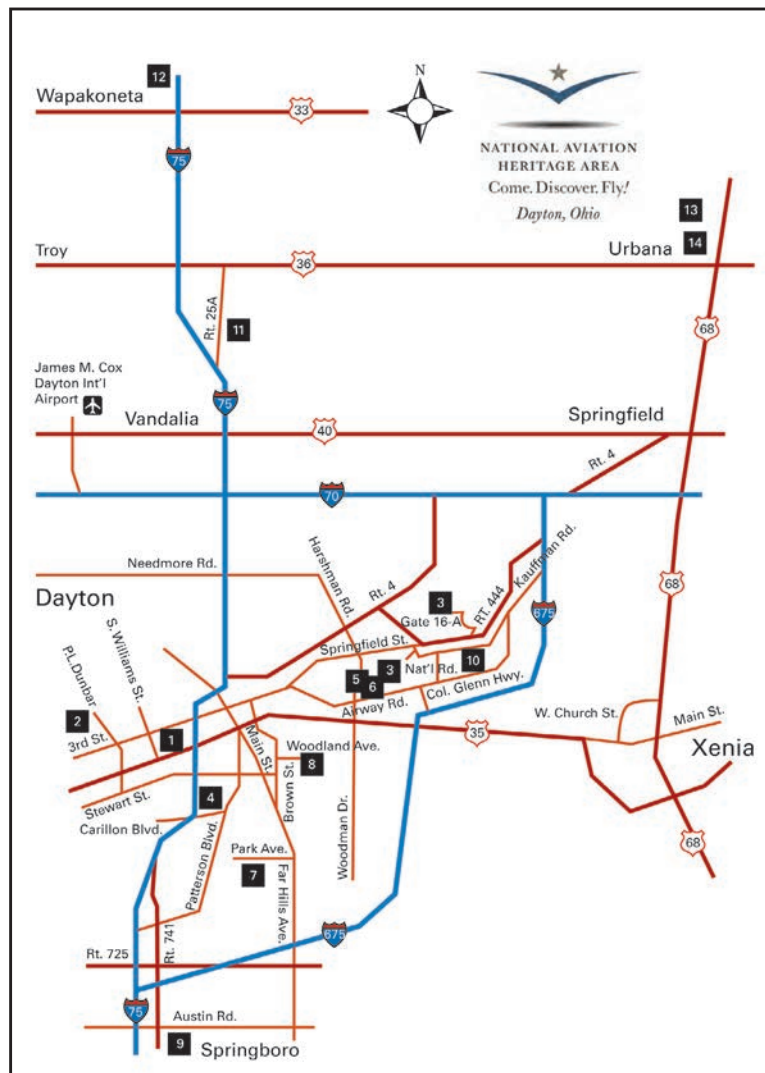 12
N
Wapakoneta
33
75
NATIONAL AVIATION
HERITAGE AREA
Come. Discover. Fly!
Dayton, Ohio
13
Troy
36
Urbana
14
Rt. 25A
11
68
James M. Cox
Dayton Int'l
Airport
75
Vandalia
40
Springfield
Rt. 4
70
Needmore Rd.
Harshman Rd.
Kauffman Rd.
68
Dayton
Rt. 4
RT. 444
3
Gate 16-A
675
S. Williams St.
P.L. Dunbar
Springfield St.
5
3
Nat'l Rd.
10
6
Airway Rd.
Col. Glenn Hwy.
2
3rd St.
1
Main St.
35
W. Church St.
Main St.
Xenia
Woodland Ave.
8
Stewart St.
4
Brown St.
Carillon Blvd.
Woodman Dr.
68
Patterson Blvd.
Park Ave.
7
Far Hills Ave.
675
Rt. 725
Rt. 741
75
Austin Rd.
9
Springboro